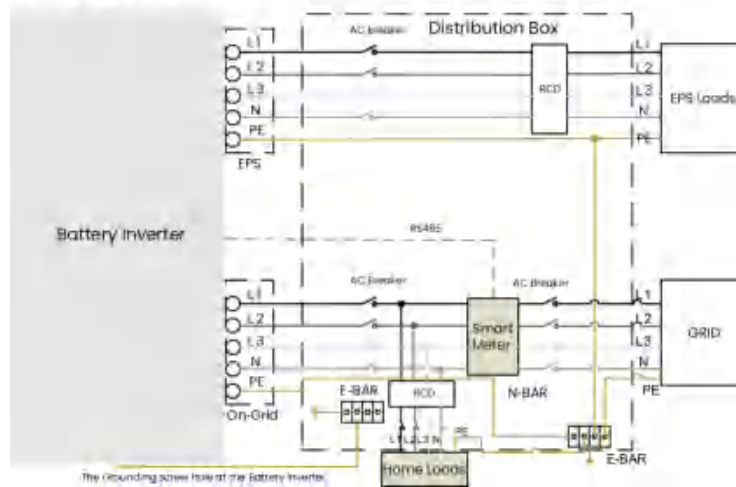 Distribution Box
AC Breaker
L1
L2
L3
N
PE
EPS
RCD
L1
L2
L3
N
PE
EPS Loads
Battery Inverter
RS485
L1
L2
L3
N
PE
On-Grid
AC Breaker
AC Breaker
Smart
Meter
L1
L2
L3
N
PE
GRID
E-BAR
RCD
N-BAR
L1 L2 L3 N
Home Loads
E-BAR
The Grounding screw hole at the Battery Inverter